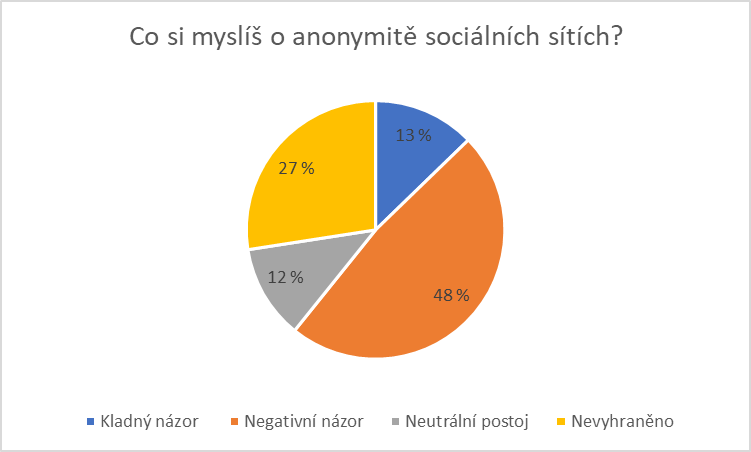 Co si myslíš o anonymitě sociálních sítích?
13 %
27 %
12 %
48 %
Kladný názor Negativní názor Neutrální postoj Nevyhraněno